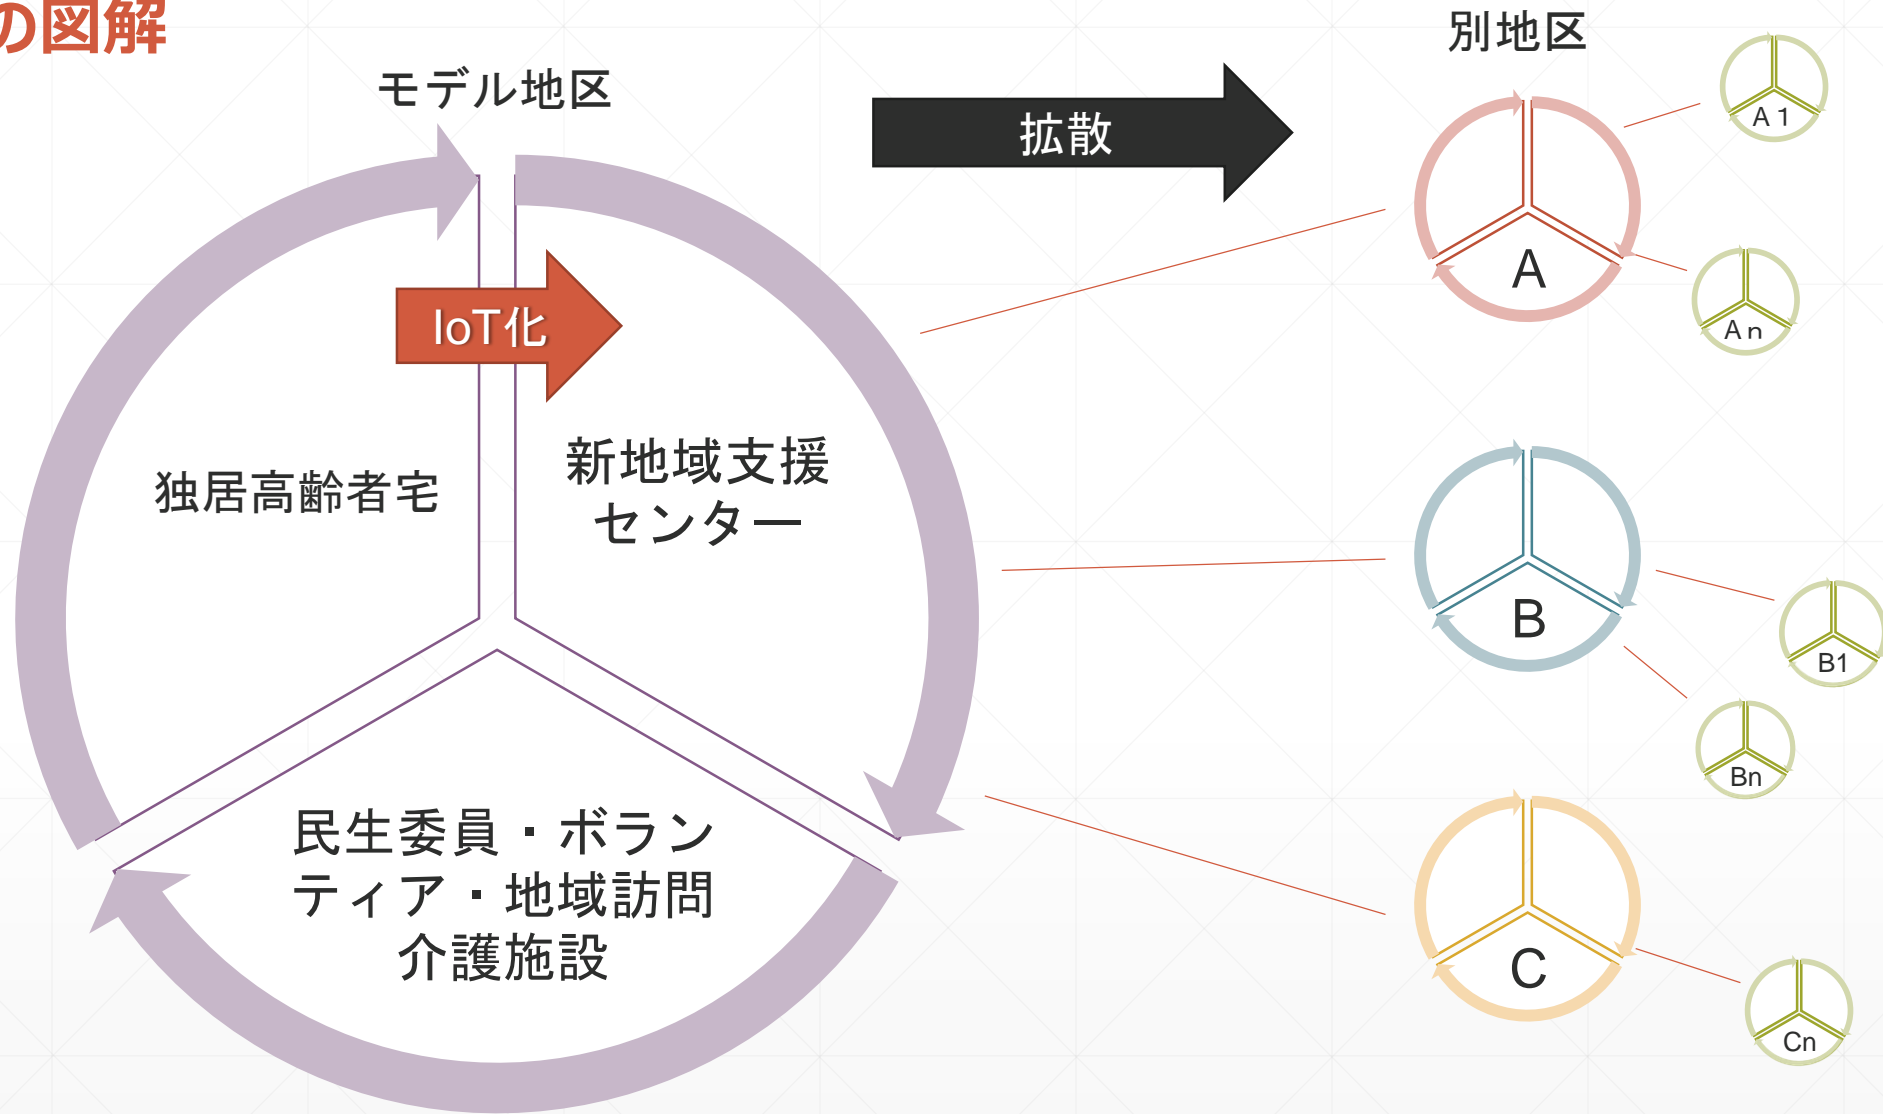 の図解
モデル地区
別地区
拡散
IoT化
独居高齢者宅
新地域支援
センター
民生委員・ボラン
ティア・地域訪問
介護施設
A
A 1
A n
B
B1
Bn
C
Cn